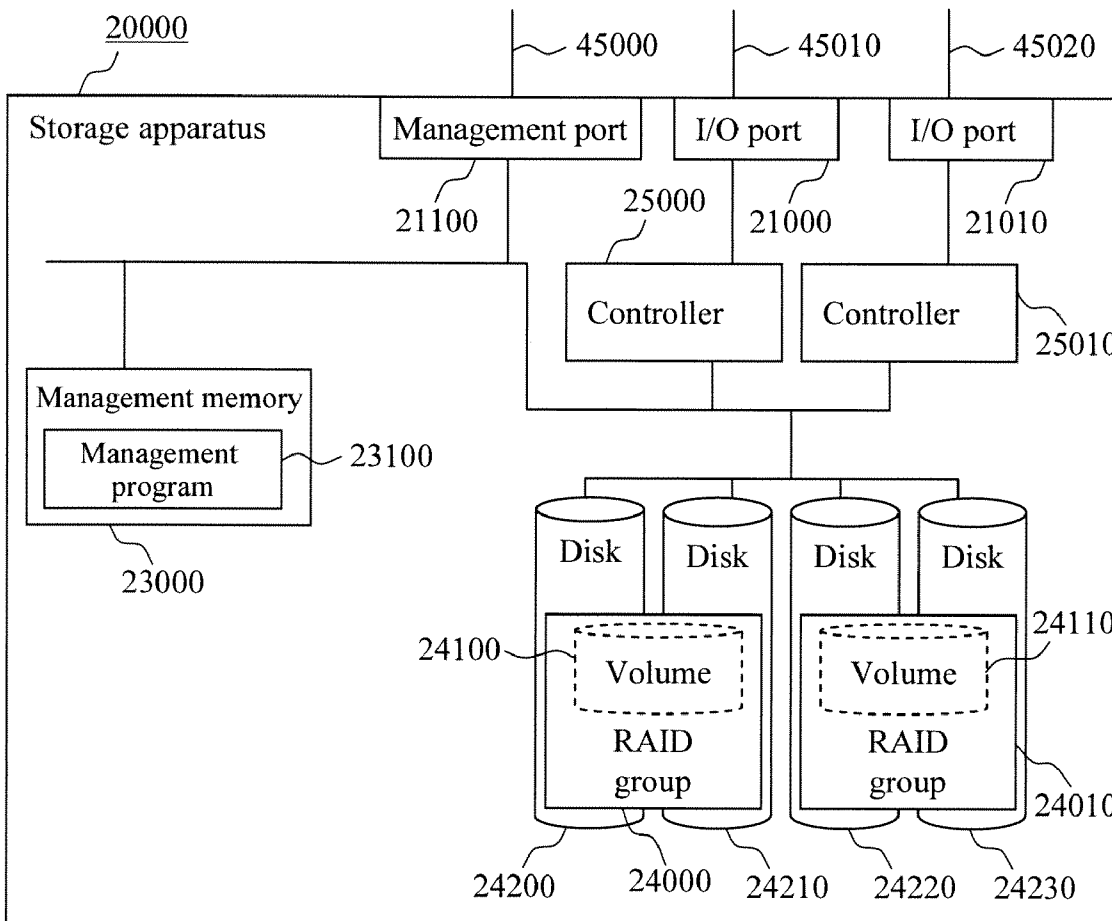 20000
45000
45010
45020
Storage apparatus
Management port
I/O port
I/O port
21100
25000
21000
21010
Controller
Controller
25010
Management memory
Management
program
23100
23000
Disk
Disk
Disk
Disk
24100
Volume
Volume
24110
RAID
group
RAID
group
24010
24200
24000
24210
24220
24230